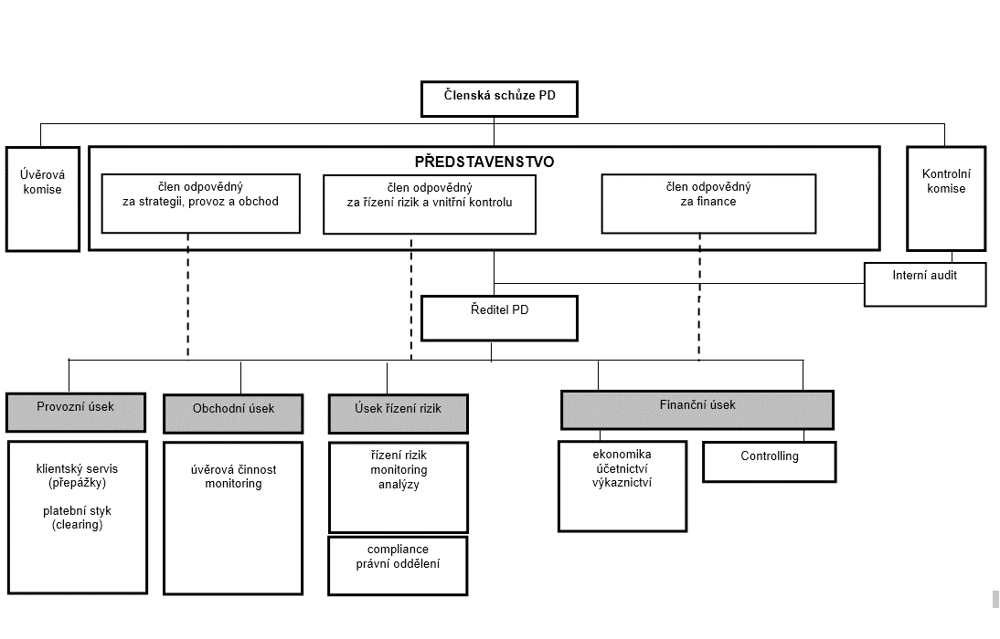 Členská schůze PD
Úvěrová
komise
PŘEDSTAVENSTVO
člen odpovědný
za strategii, provoz a obchod
člen odpovědný
za řízení rizik a vnitřní kontrolu
člen odpovědný
za finance
Kontrolní
komise
Interní audit
Ředitel PD
Provozní úsek
Obchodní úsek
Úsek řízení rizik
Finanční úsek
klientský servis
(přepážky)
platební styk
(clearing)
úvěrová činnost
monitoring
řízení rizik
monitoring
analýzy
compliance
právní oddělení
ekonomika
účetnictví
výkaznictví
Controlling